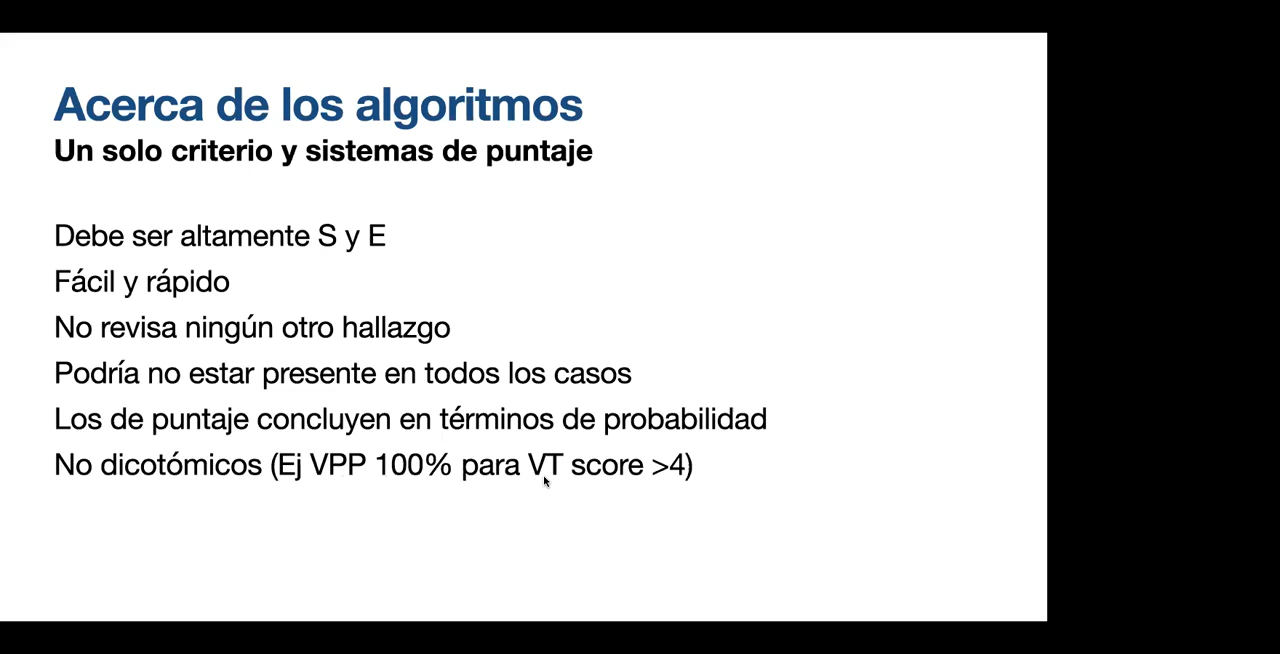 Acerca de los algoritmos
Un solo criterio y sistemas de puntaje
Debe ser altamente S y E
Fácil y rápido
No revisa ningún otro hallazgo
Podría no estar presente en todos los casos
Los de puntaje concluyen en términos de probabilidad
No dicotómicos (Ej VPP 100% para VT score >4)